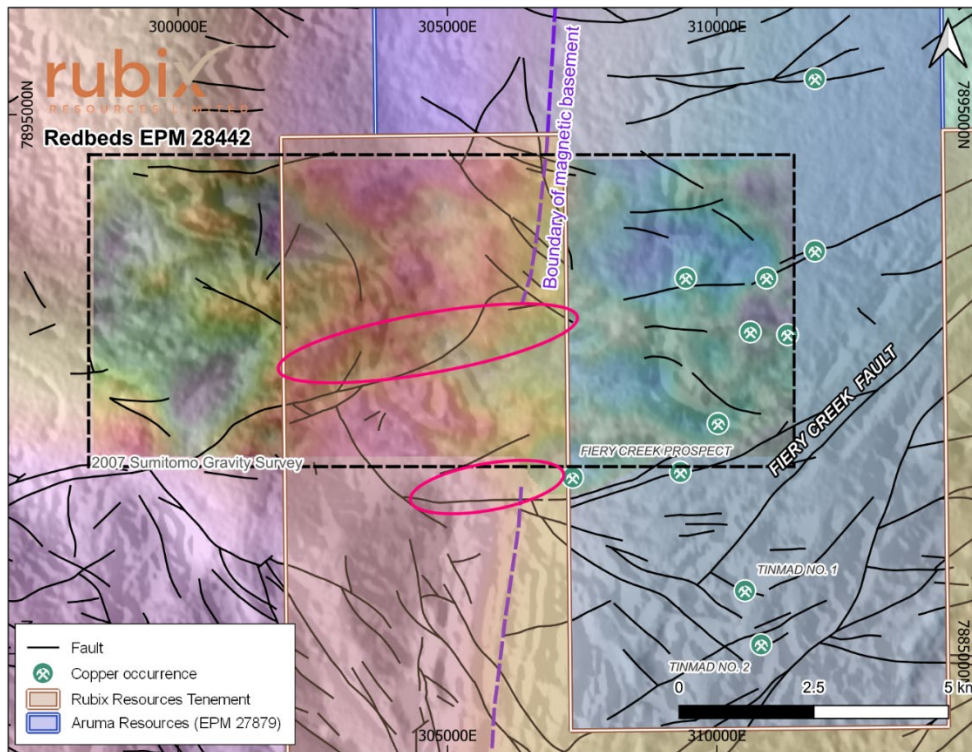 300000E
305000E
310000E
rubix
RESOURCES LIMITED
7895000N
7895000N
Redbeds EPM 28442
Boundary of magnetic basement
FIERY CREEK FAULT
FIERY CREEK PROSPECT
2007 Sumitomo Gravity Survey
TINMAD NO. 1
TINMAD NO. 2
7885000N
Fault
Copper occurrence
Rubix Resources Tenement
Aruma Resources (EPM 27879)
0 2.5 5 km
305000E
310000E